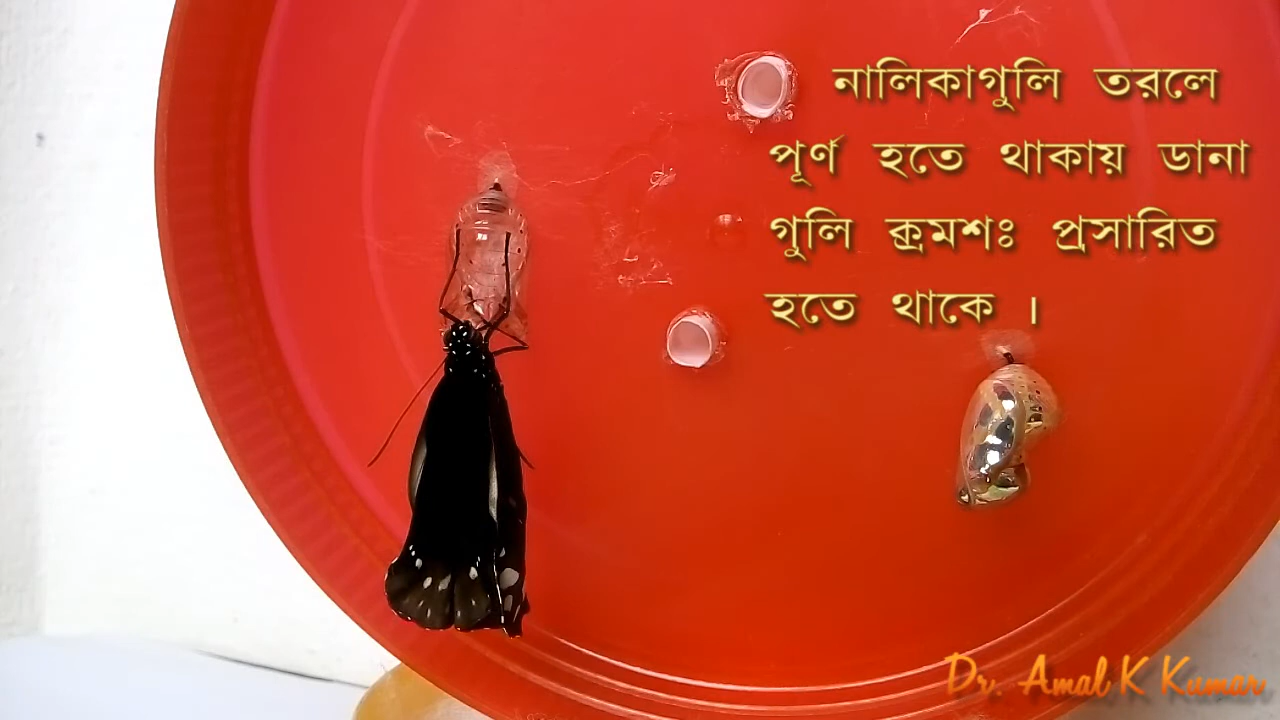 নালিকাগুলি তরলে
পূর্ণ হতে থাকায় ডানা
গুলি ক্রমশঃ প্রসারিত
হতে থাকে ।
Dr. Amal K Kumar